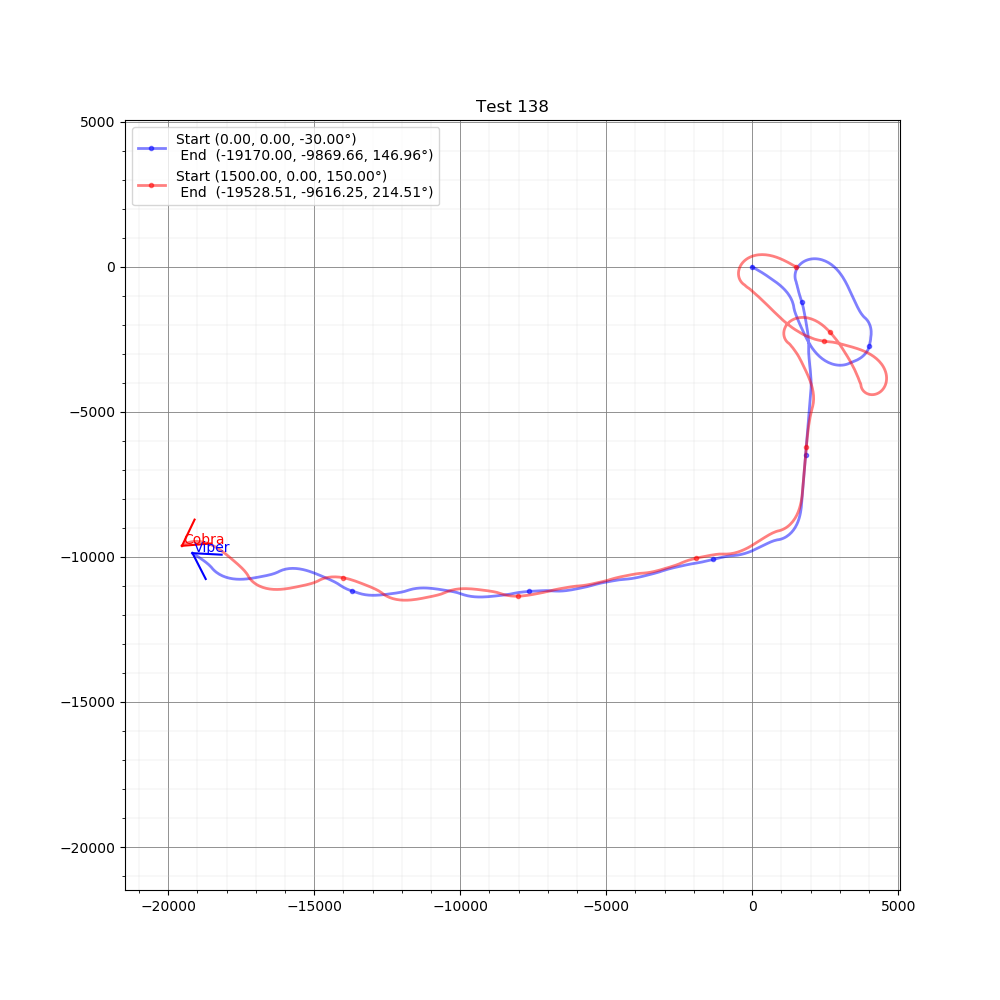 Test 138
Start (0.00, 0.00, -30.00°)
End (-19170.00, -9869.66, 146.96°)
Start (1500.00, 0.00, 150.00°)
End (-19528.51, -9616.25, 214.51°)
5000
0
−5000
−10000
−15000
−20000
Cobra
Viper
−20000
−15000
−10000
−5000
0
5000